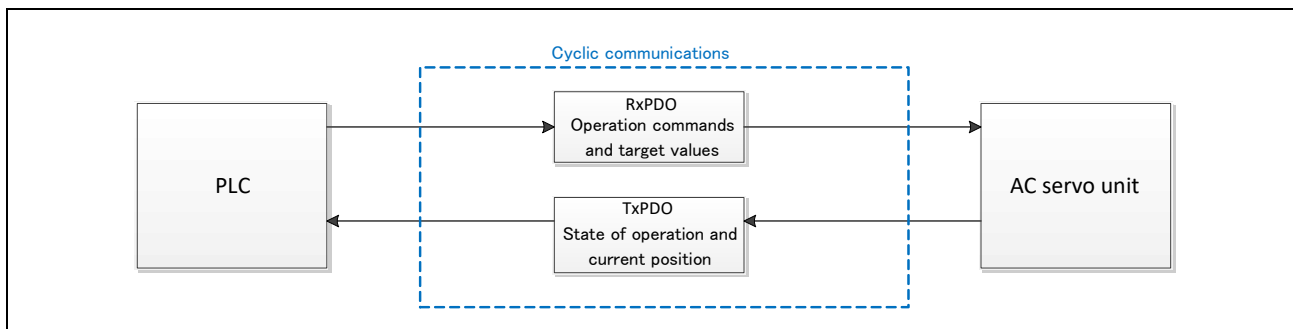 Cyclic communications
PLC
RxPDO
Operation commands
and target values
TxPDO
State of operation and
current position
AC servo unit